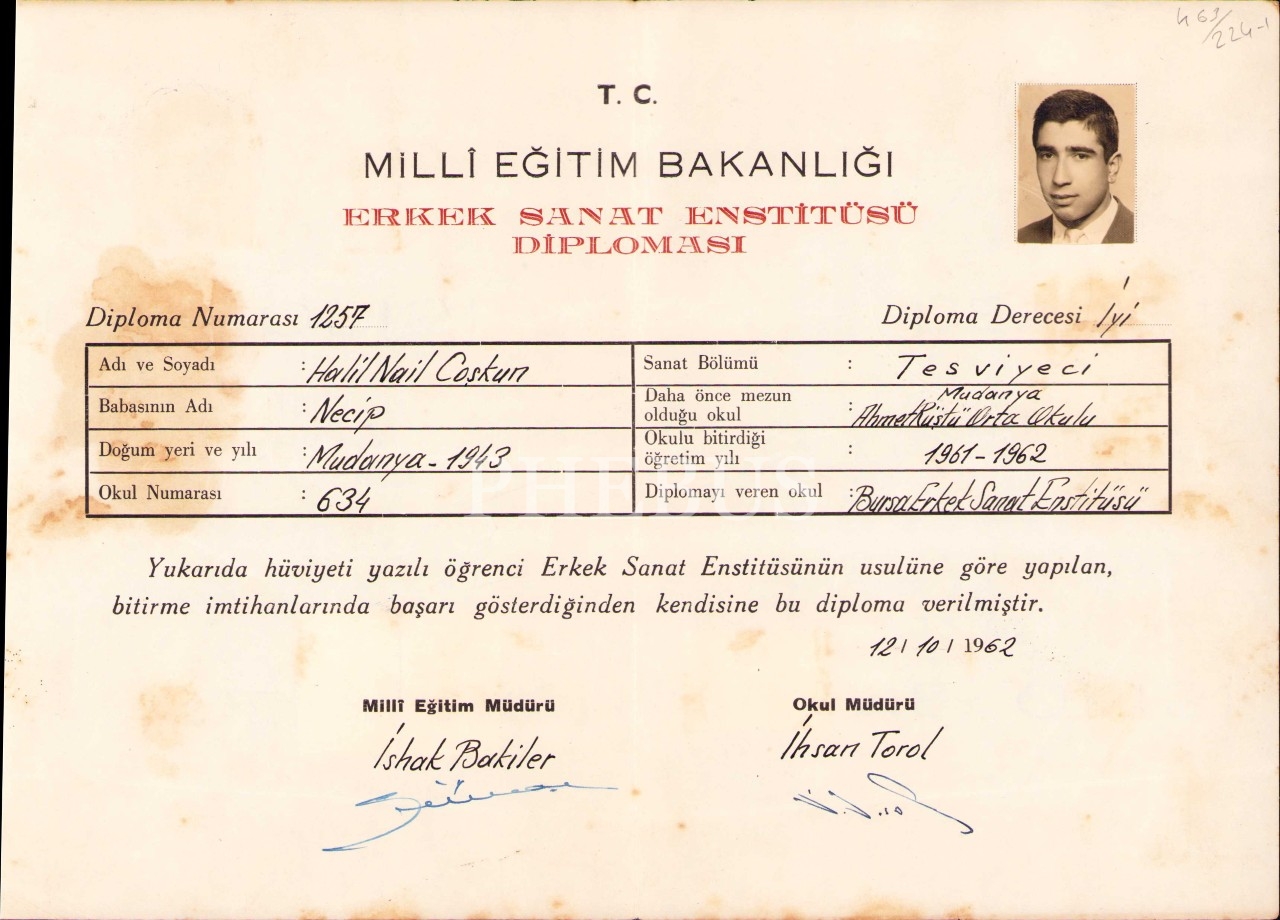 463/224-1
T. C.
MİLLÎ EĞİTİM BAKANLIĞI
ERKEK SANAT ENSTİTÜSÜ
DİPLOMASI
Diploma Numarası 1257
Diploma Derecesi İyi
Adı ve Soyadı : Halil Nail Coşkun
Babasının Adı : Necip
Doğum yeri ve yılı : Mudanya - 1943
Okul Numarası : 634
Sanat Bölümü : Tesviyeci
Daha önce mezun olduğu okul : Mudanya Ahmet Rüştü Orta Okulu
Okulu bitirdiği öğretim yılı : 1961 - 1962
Diplomayı veren okul : Bursa Erkek Sanat Enstitüsü
PHEBUS
Yukarıda hüviyeti yazılı öğrenci Erkek Sanat Enstitüsünün usulüne göre yapılan,
bitirme imtihanlarında başarı gösterdiğinden kendisine bu diploma verilmiştir.
12 / 10 / 1962
Millî Eğitim Müdürü
İshak Bakiler
Okul Müdürü
İhsan Torol